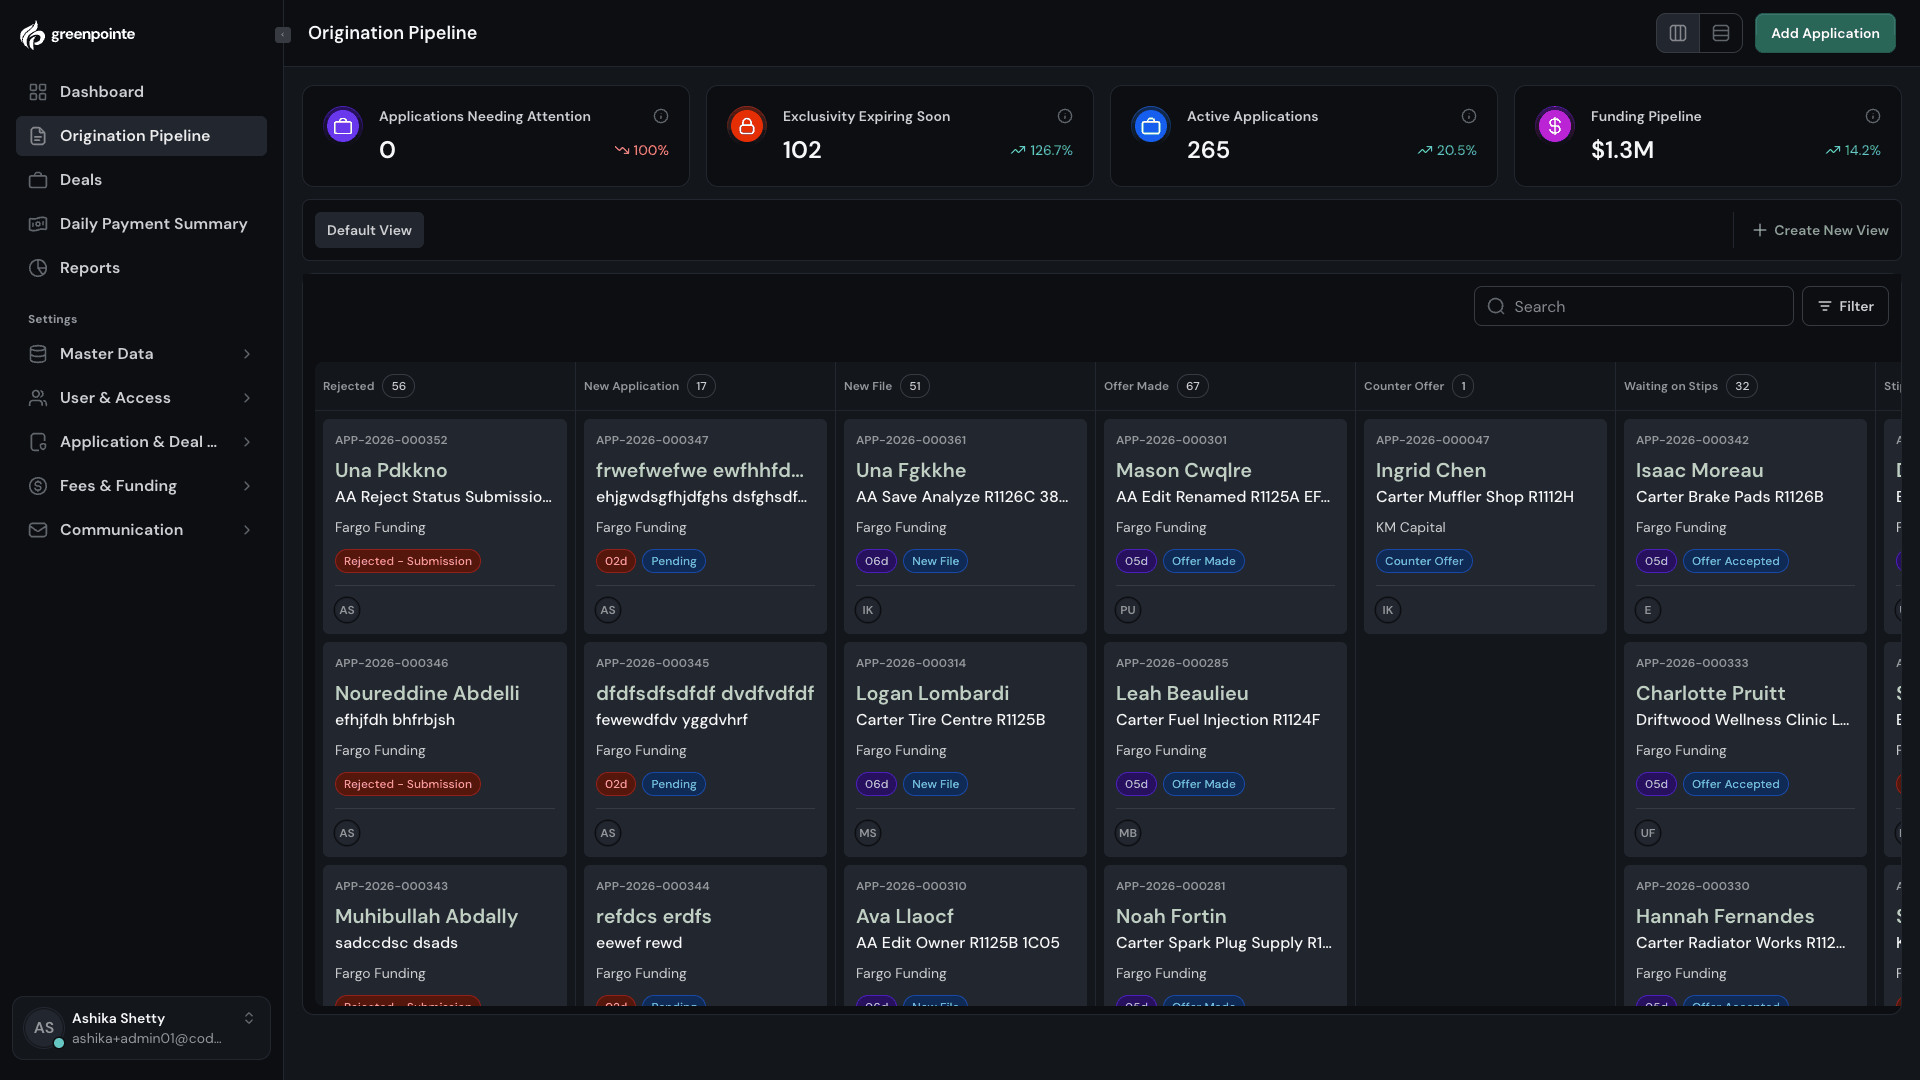 greenpointe
Dashboard
Origination Pipeline
Deals
Daily Payment Summary
Reports
Settings
Master Data
User & Access
Application & Deal ...
Fees & Funding
Communication
AS
Ashika Shetty
ashika+admin01@cod...
Origination Pipeline
Add Application
Applications Needing Attention
0
100%
Exclusivity Expiring Soon
102
126.7%
Active Applications
265
20.5%
Funding Pipeline
$1.3M
14.2%
Default View
Create New View
Search
Filter
Rejected 56
APP-2026-000352
Una Pdkkno
AA Reject Status Submissio...
Fargo Funding
Rejected - Submission
AS
APP-2026-000346
Noureddine Abdelli
efhjfdh bhfrbjsh
Fargo Funding
Rejected - Submission
AS
APP-2026-000343
Muhibullah Abdally
sadccdsc dsads
Fargo Funding
Rejected - Submission
New Application 17
APP-2026-000347
frwefwefwe ewfhhfd...
ehjgwdsgfhjdfghs dsfghsdf...
Fargo Funding
02d Pending
AS
APP-2026-000345
dfdfsdfsdfdf dvdfvdfdf
fewewdfdv yggdvhrf
Fargo Funding
02d Pending
AS
APP-2026-000344
refdcs erdfs
eewef rewd
Fargo Funding
02d Pending
New File 51
APP-2026-000361
Una Fgkkhe
AA Save Analyze R1126C 38...
Fargo Funding
06d New File
IK
APP-2026-000314
Logan Lombardi
Carter Tire Centre R1125B
Fargo Funding
06d New File
MS
APP-2026-000310
Ava Llaocf
AA Edit Owner R1125B 1C05
Fargo Funding
06d New File
Offer Made 67
APP-2026-000301
Mason Cwqlre
AA Edit Renamed R1125A EF...
Fargo Funding
05d Offer Made
PU
APP-2026-000285
Leah Beaulieu
Carter Fuel Injection R1124F
Fargo Funding
05d Offer Made
MB
APP-2026-000281
Noah Fortin
Carter Spark Plug Supply R1...
Fargo Funding
05d Offer Made
Counter Offer 1
APP-2026-000047
Ingrid Chen
Carter Muffler Shop R1112H
KM Capital
Counter Offer
IK
Waiting on Stips 32
APP-2026-000342
Isaac Moreau
Carter Brake Pads R1126B
Fargo Funding
05d Offer Accepted
E
APP-2026-000333
Charlotte Pruitt
Driftwood Wellness Clinic L...
Fargo Funding
05d Offer Accepted
UF
APP-2026-000330
Hannah Fernandes
Carter Radiator Works R112...
Fargo Funding
05d Offer Accepted